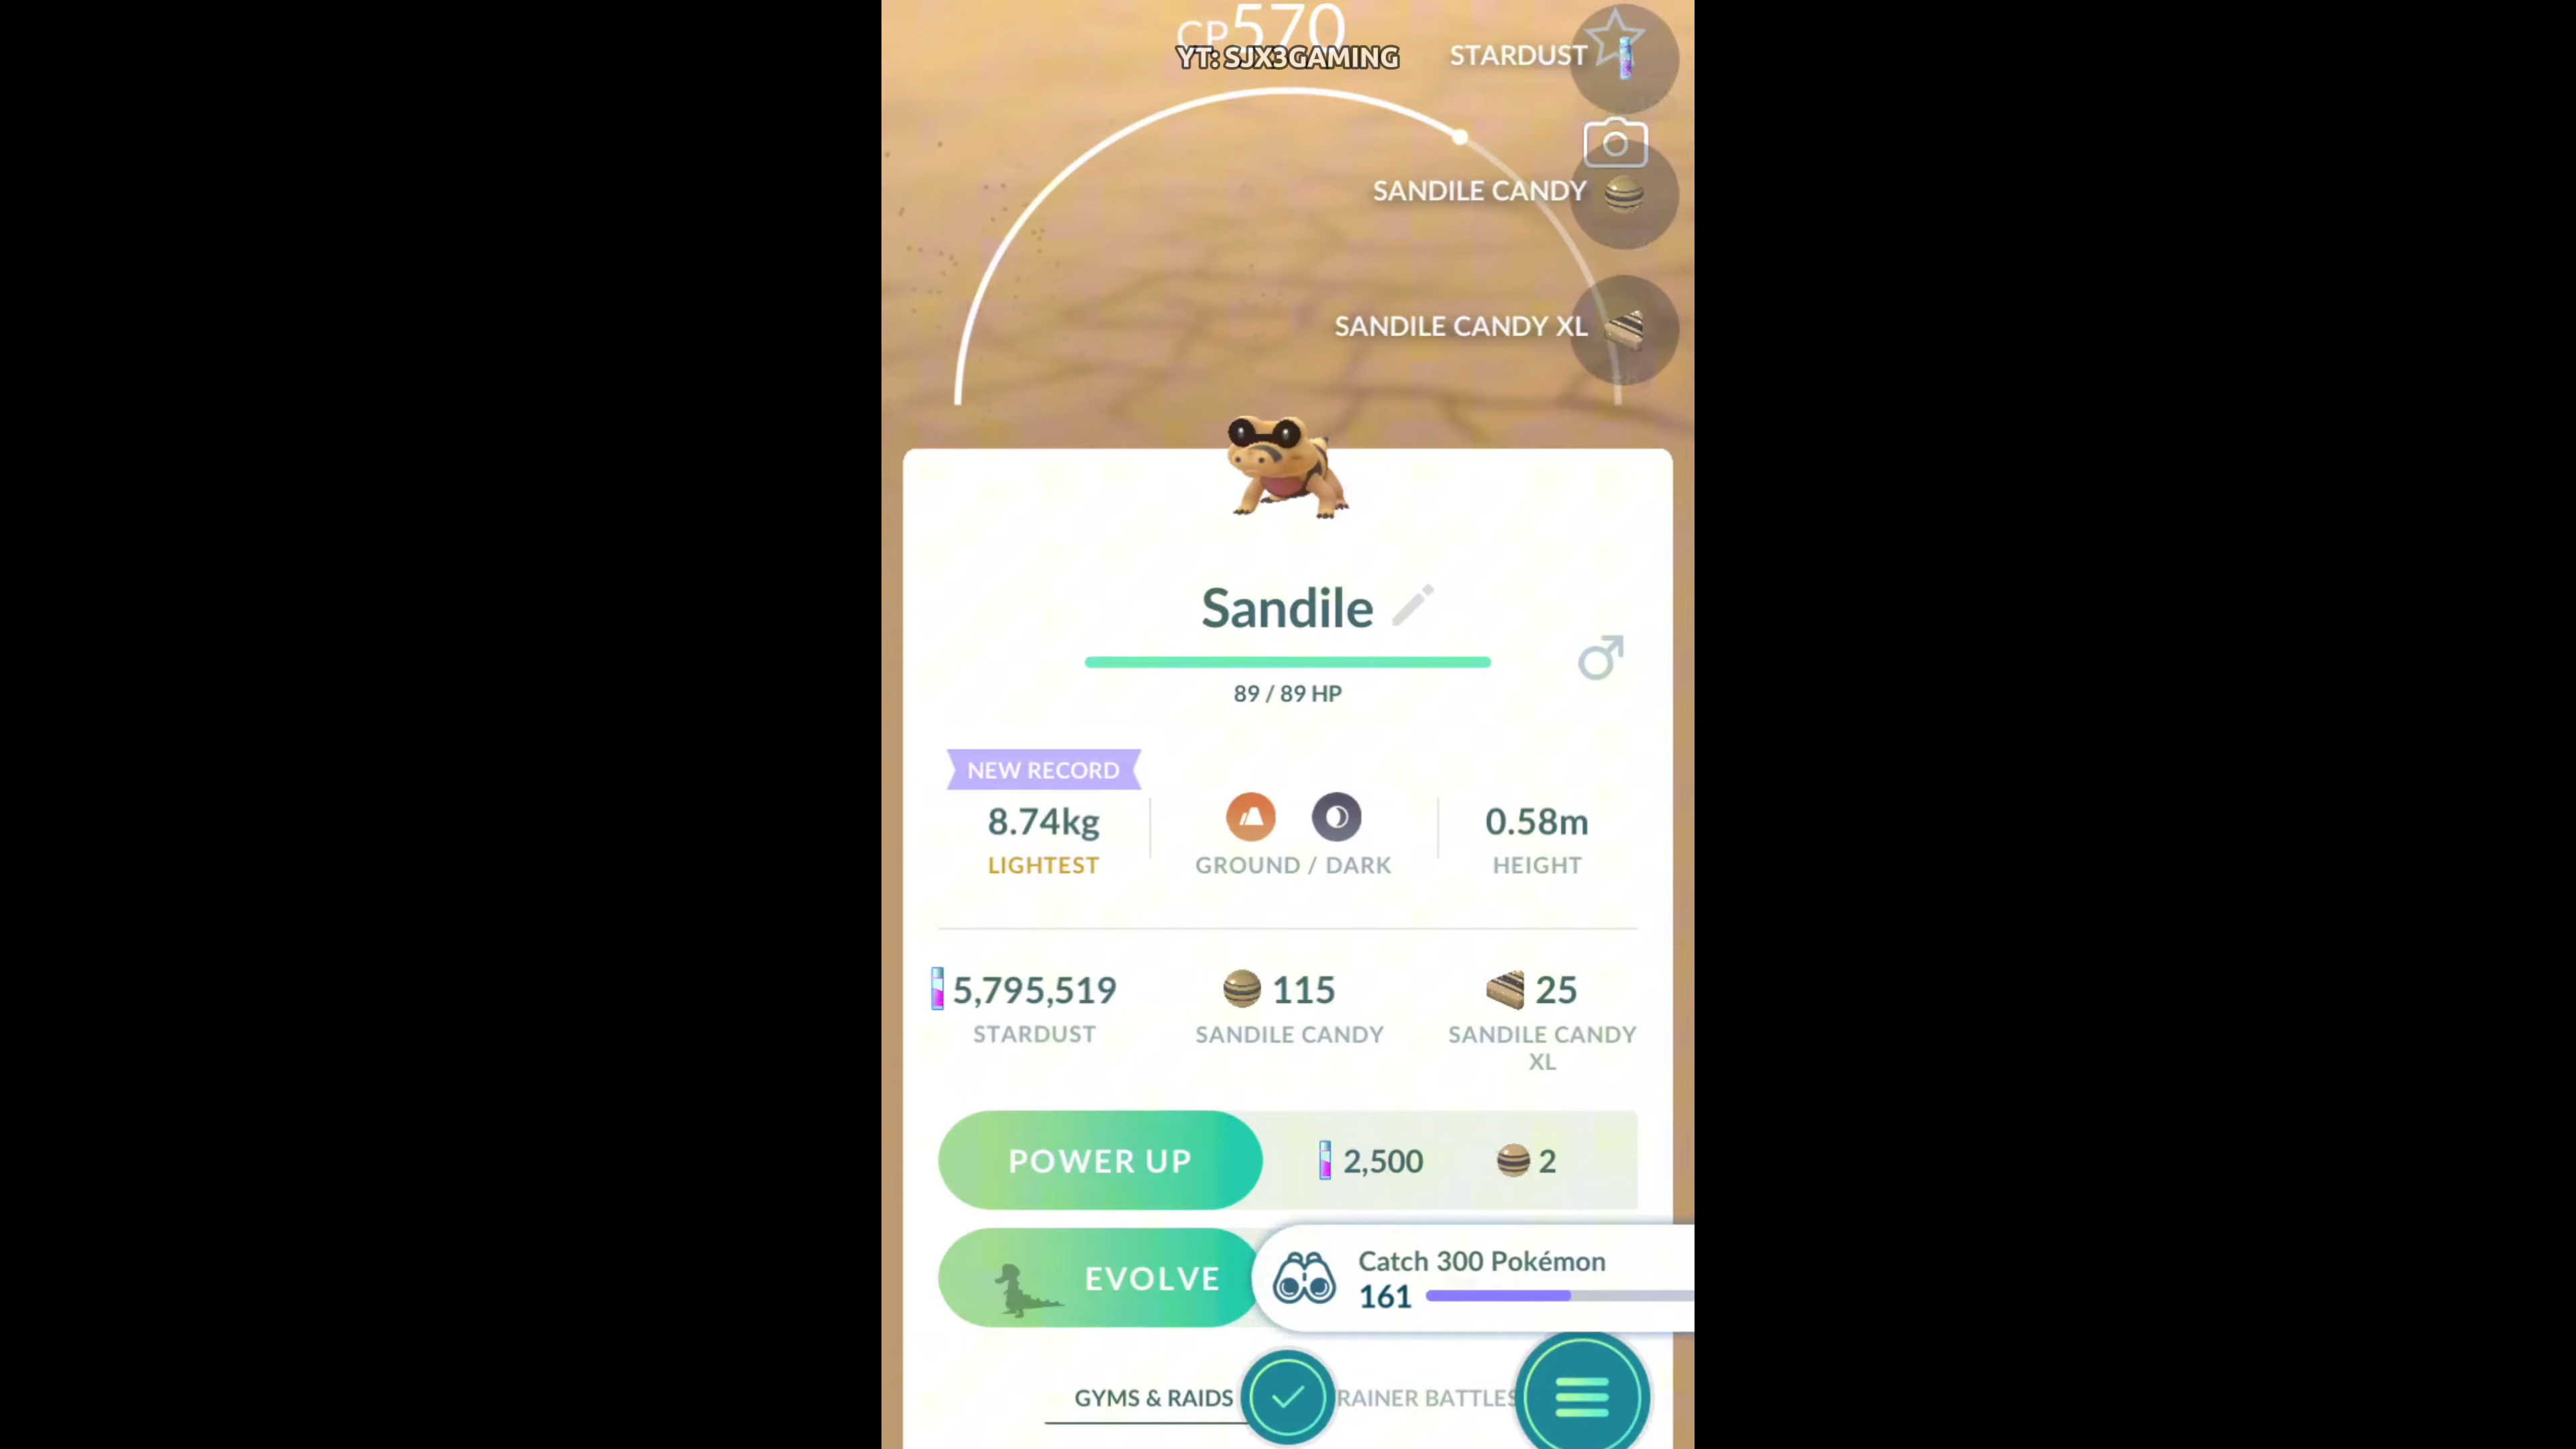 CP570
YT: SJX3GAMING
STARDUST
SANDILE CANDY
SANDILE CANDY XL
Sandile
89 / 89 HP
NEW RECORD
8.74kg
LIGHTEST
GROUND / DARK
0.58m
HEIGHT
5,795,519
STARDUST
115
SANDILE CANDY
25
SANDILE CANDY
XL
POWER UP
2,500
2
EVOLVE
Catch 300 Pokémon
161
GYMS & RAIDS
RAINER BATTLES